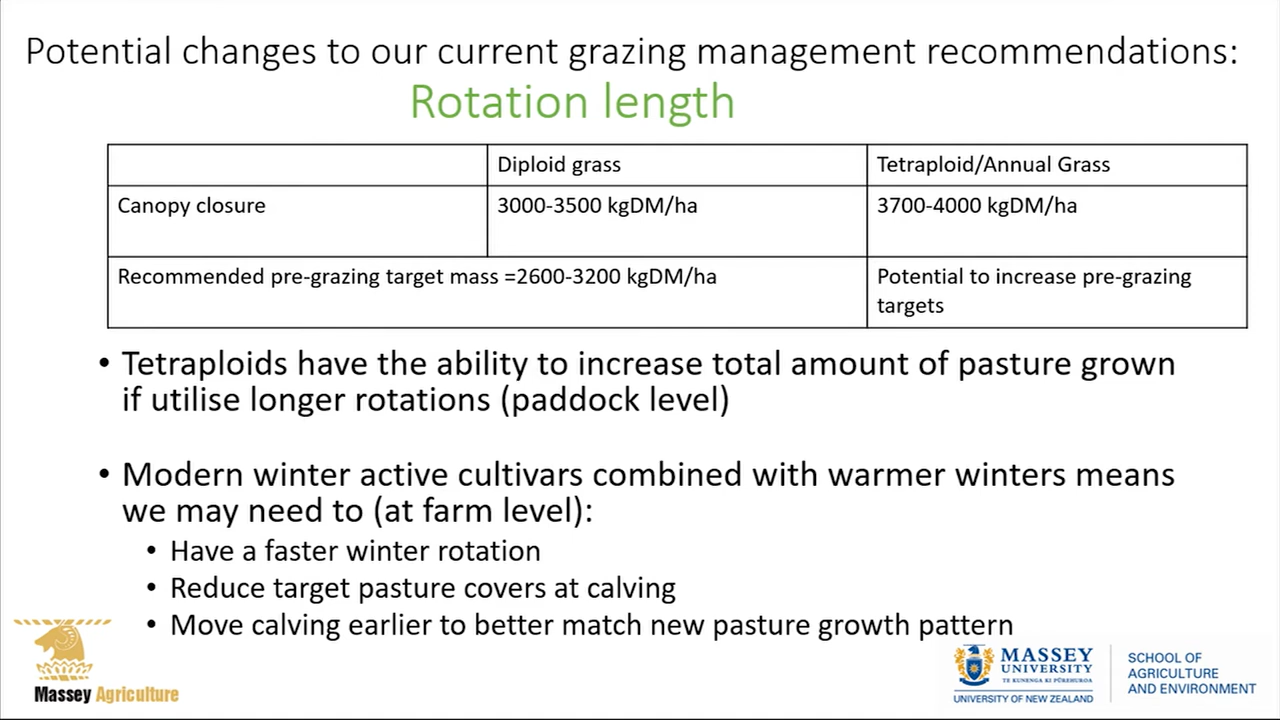 Potential changes to our current grazing management recommendations:
Rotation length
Diploid grass
Tetraploid/Annual Grass
Canopy closure
3000-3500 kgDM/ha
3700-4000 kgDM/ha
Recommended pre-grazing target mass =2600-3200 kgDM/ha
Potential to increase pre-grazing
targets
• Tetraploids have the ability to increase total amount of pasture grown
if utilise longer rotations (paddock level)
• Modern winter active cultivars combined with warmer winters means
we may need to (at farm level):
• Have a faster winter rotation
• Reduce target pasture covers at calving
• Move calving earlier to better match new pasture growth pattern
Massey Agriculture
MASSEY
UNIVERSITY
TE KUNENGA KI PŪREHUROA
UNIVERSITY OF NEW ZEALAND
SCHOOL OF
AGRICULTURE
AND ENVIRONMENT